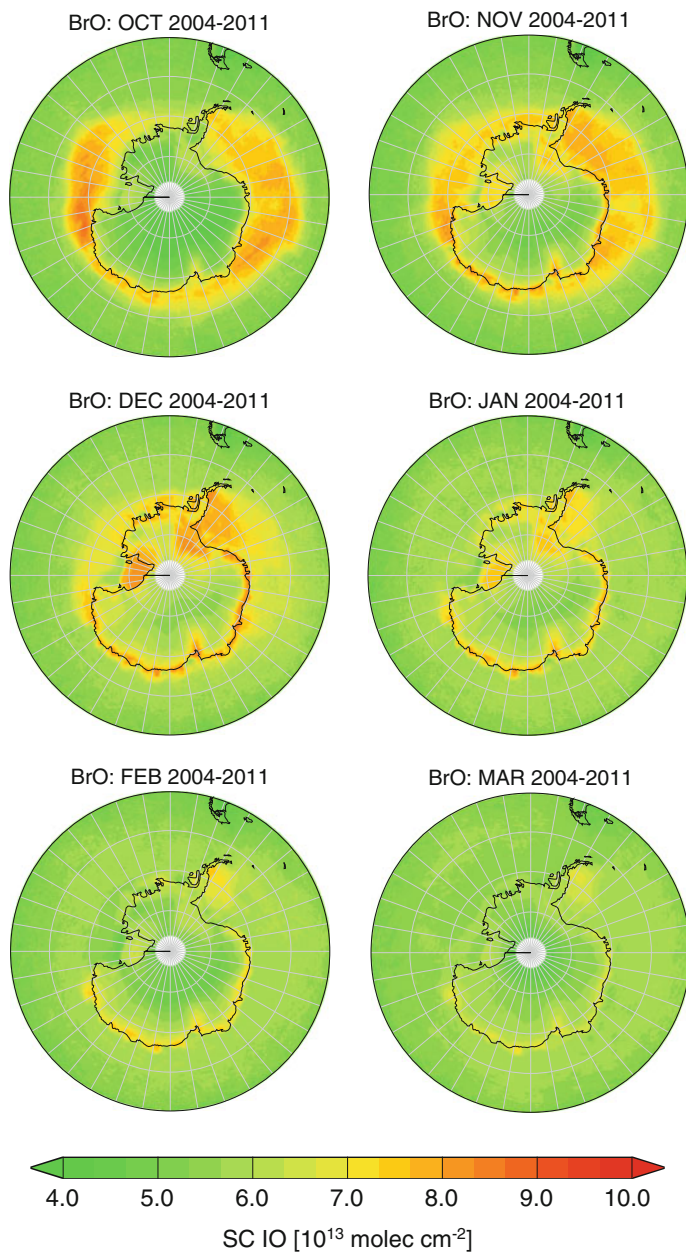 BrO: OCT 2004-2011
BrO: NOV 2004-2011
BrO: DEC 2004-2011
BrO: JAN 2004-2011
BrO: FEB 2004-2011
BrO: MAR 2004-2011
4.0 5.0 6.0 7.0 8.0 9.0 10.0
SC IO [10¹³ molec cm⁻²]